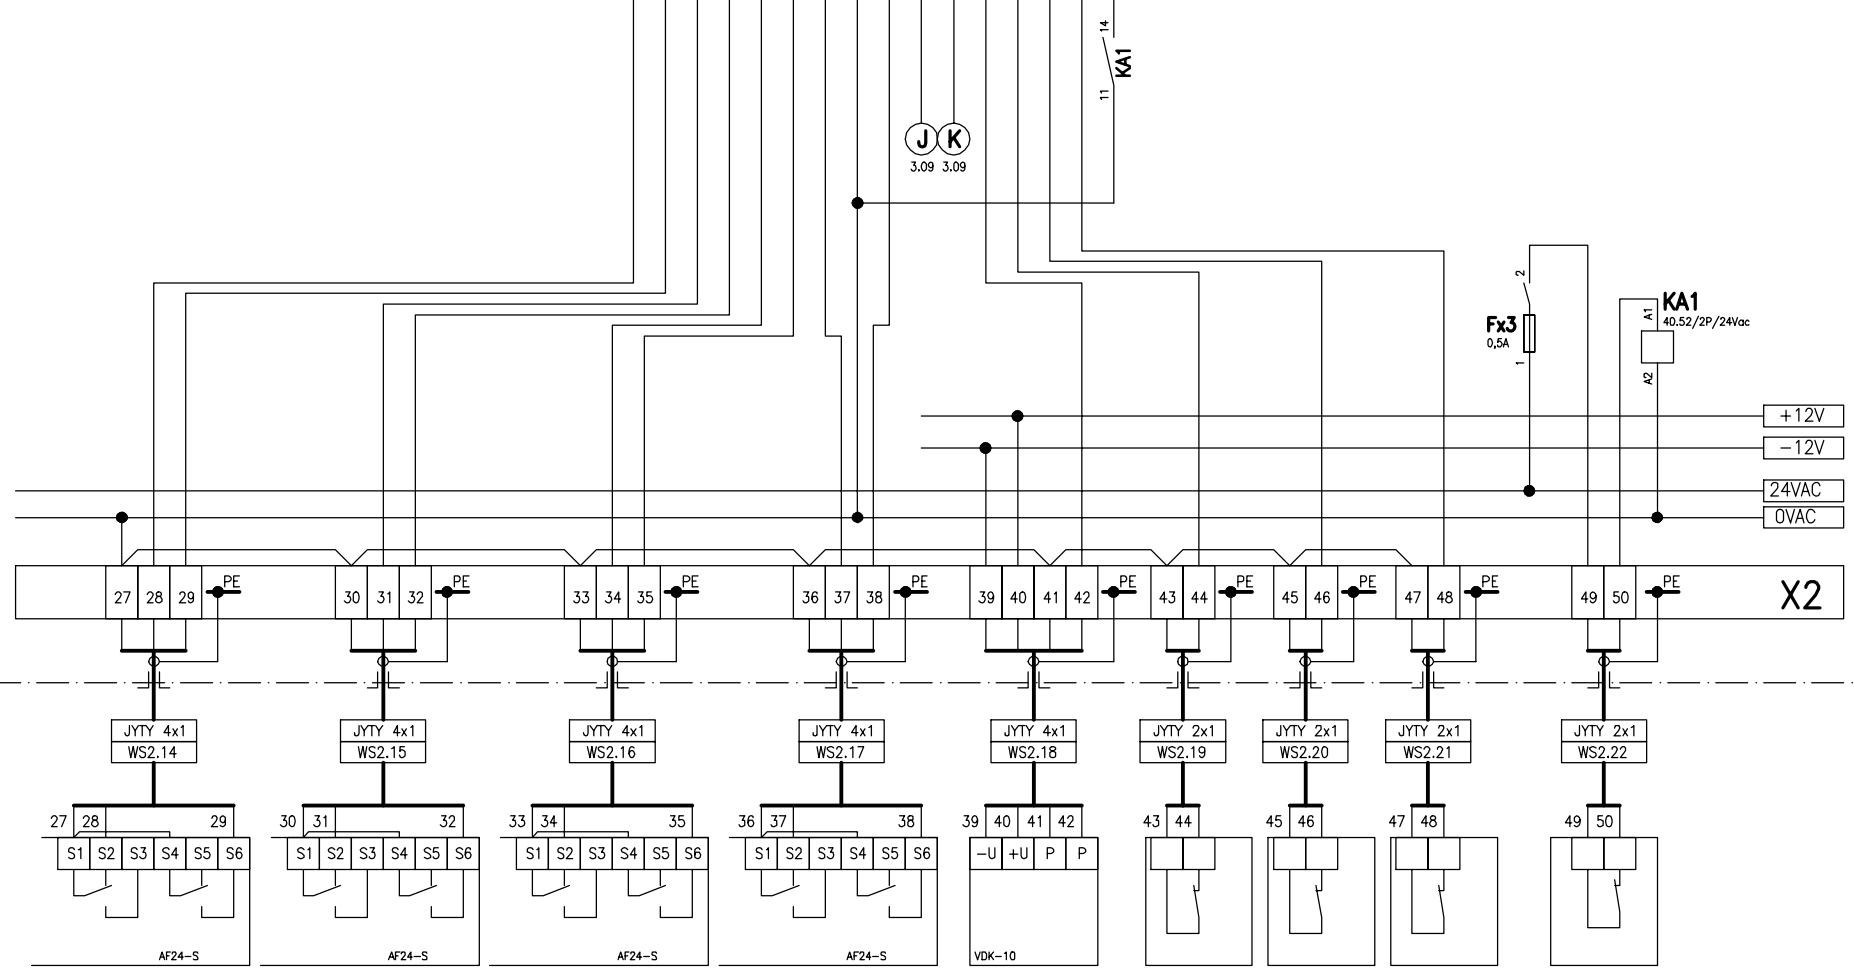 14
KA1
11
J K
3.09 3.09
2
Fx3
0,5A
1
A1
KA1
40.52/2P/24Vac
A2
+12V
-12V
24VAC
0VAC
27 28 29 PE 30 31 32 PE 33 34 35 PE 36 37 38 PE 39 40 41 42 PE 43 44 PE 45 46 PE 47 48 PE 49 50 PE X2
JYTY 4x1 JYTY 4x1 JYTY 4x1 JYTY 4x1 JYTY 4x1 JYTY 2x1 JYTY 2x1 JYTY 2x1 JYTY 2x1
WS2.14 WS2.15 WS2.16 WS2.17 WS2.18 WS2.19 WS2.20 WS2.21 WS2.22
27 28 29 30 31 32 33 34 35 36 37 38 39 40 41 42 43 44 45 46 47 48 49 50
S1 S2 S3 S4 S5 S6 S1 S2 S3 S4 S5 S6 S1 S2 S3 S4 S5 S6 S1 S2 S3 S4 S5 S6 -U +U P P
AF24-S AF24-S AF24-S AF24-S VDK-10